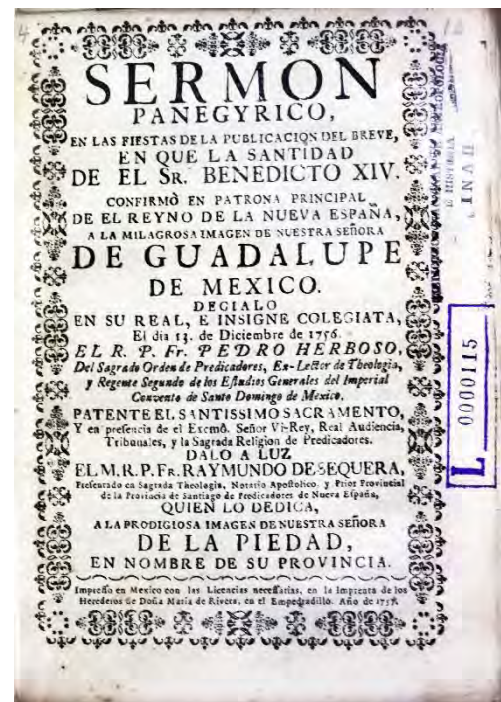 SERMON
PANEGYRICO,
EN LAS FIESTAS DE LA PUBLICACION DEL BREVE,
EN QUE LA SANTIDAD
DE EL SR. BENEDICTO XIV.
CONFIRMÒ EN PATRONA PRINCIPAL
DE EL REYNO DE LA NUEVA ESPAÑA,
A LA MILAGROSA IMAGEN DE NUESTRA SEÑORA
DE GUADALUPE
DE MEXICO.
DECIALO
EN SU REAL, E INSIGNE COLEGIATA,
El dia 13. de Diciembre de 1756.
EL R. P. Fr. PEDRO HERBOSO,
Del Sagrado Orden de Predicadores, Ex-Lector de Theologia,
y Regente Segundo de los Estudios Generales del Imperial
Convento de Santo Domingo de Mexico.
PATENTE EL SANTISSIMO SACRAMENTO,
Y en presencia de el Excmô. Señor Vi-Rey, Real Audiencia,
Tribunales, y la Sagrada Religion de Predicadores.
DALO A LUZ
EL M. R. P. FR. RAYMUNDO DE SEQUERA,
Presentado en Sagrada Theologia, Notario Apostolico, y Prior Provincial
de la Provincia de Santiago de Predicadores de Nueva España,
QUIEN LO DEDICA,
A LA PRODIGIOSA IMAGEN DE NUESTRA SEÑORA
DE LA PIEDAD,
EN NOMBRE DE SU PROVINCIA.
Impresso en Mexico con las Licencias necessarias, en la Imprenta de los
Herederos de Doña Maria de Rivera, en el Empedradillo. Año de 1757.
E HISTORIA
INAH
L 0000115